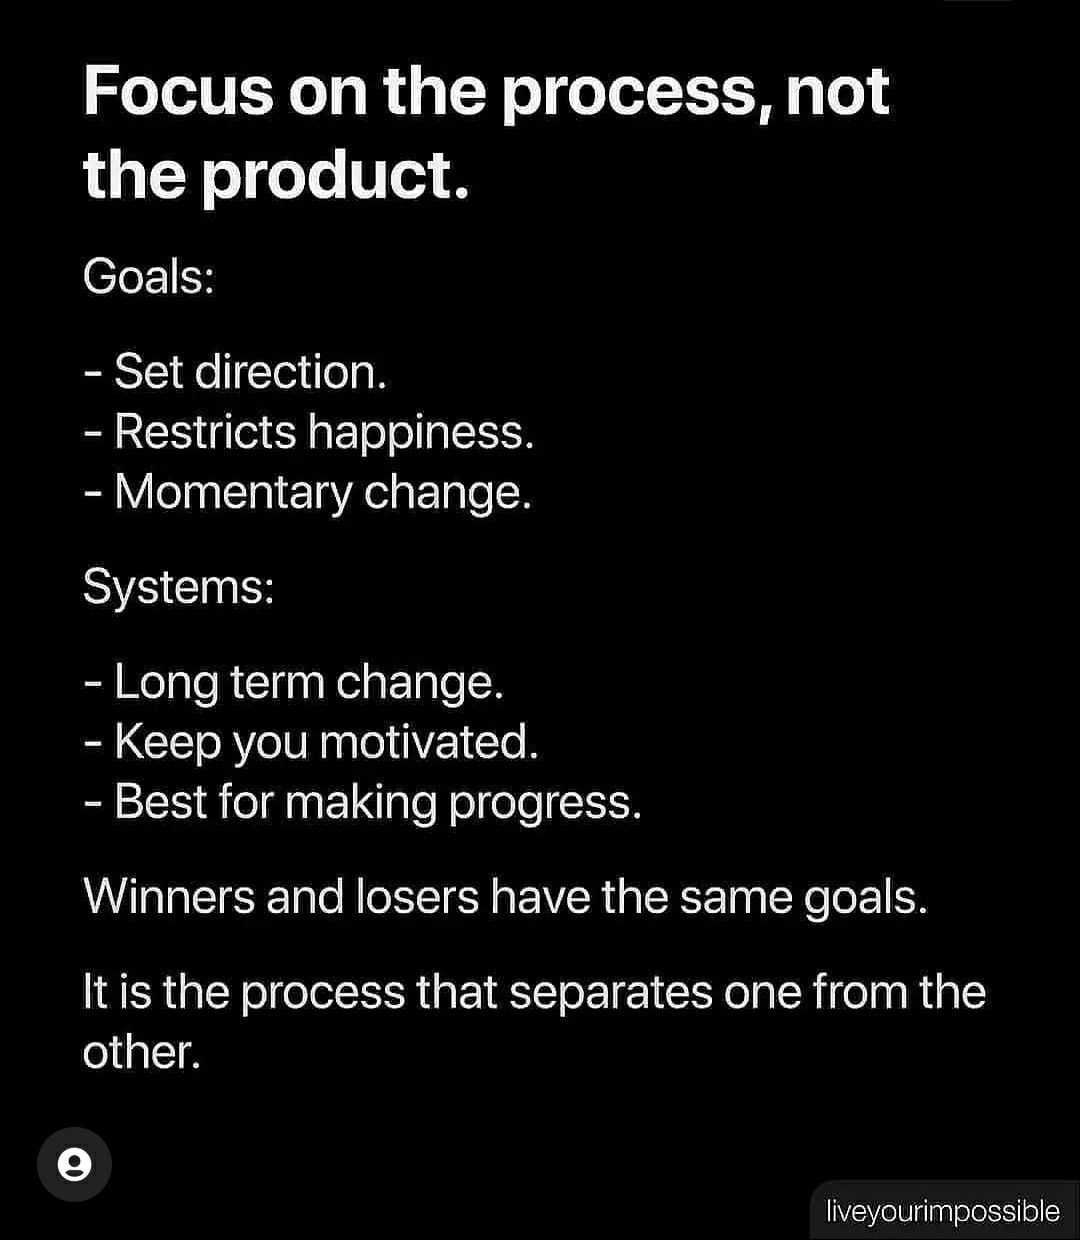 Focus on the process, not
the product.
Goals:
- Set direction.
- Restricts happiness.
- Momentary change.
Systems:
- Long term change.
- Keep you motivated.
- Best for making progress.
Winners and losers have the same goals.
It is the process that separates one from the
other.
liveyourimpossible